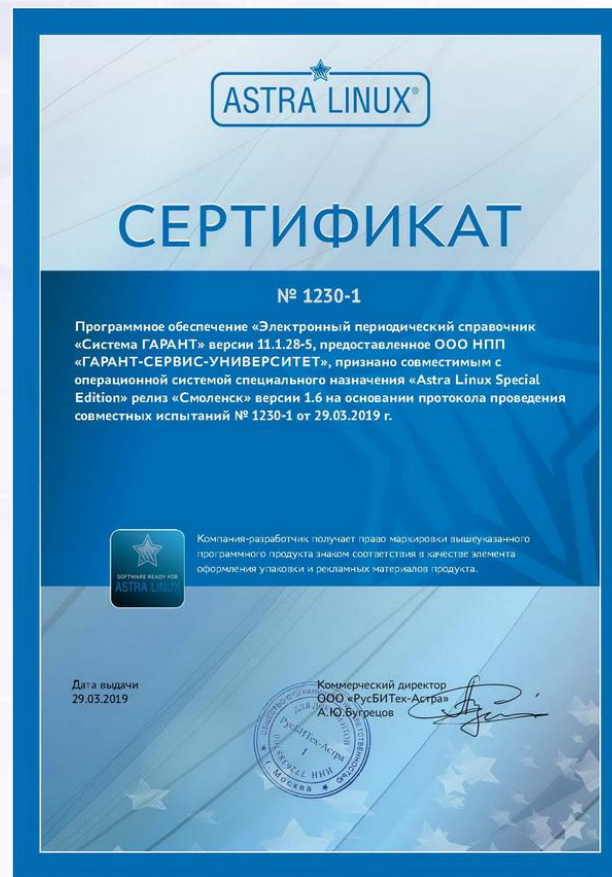 ASTRA LINUX®
СЕРТИФИКАТ
№ 1230-1
Программное обеспечение «Электронный периодический справочник
«Система ГАРАНТ» версии 11.1.28-5, предоставленное ООО НПП
«ГАРАНТ-СЕРВИС-УНИВЕРСИТЕТ», признано совместимым с
операционной системой специального назначения «Astra Linux Special
Edition» релиз «Смоленск» версии 1.6 на основании протокола проведения
совместных испытаний № 1230-1 от 29.03.2019 г.
SOFTWARE READY FOR
ASTRA LINUX
Компания-разработчик получает право маркировки вышеуказанного
программного продукта знаком соответствия в качестве элемента
оформления упаковки и рекламных материалов продукта.
Дата выдачи
29.03.2019
Коммерческий директор
ООО «РусБИТех-Астра»
А.Ю.Бугрецов
РусБИТех-Астра
1
ИНН
г. Москва